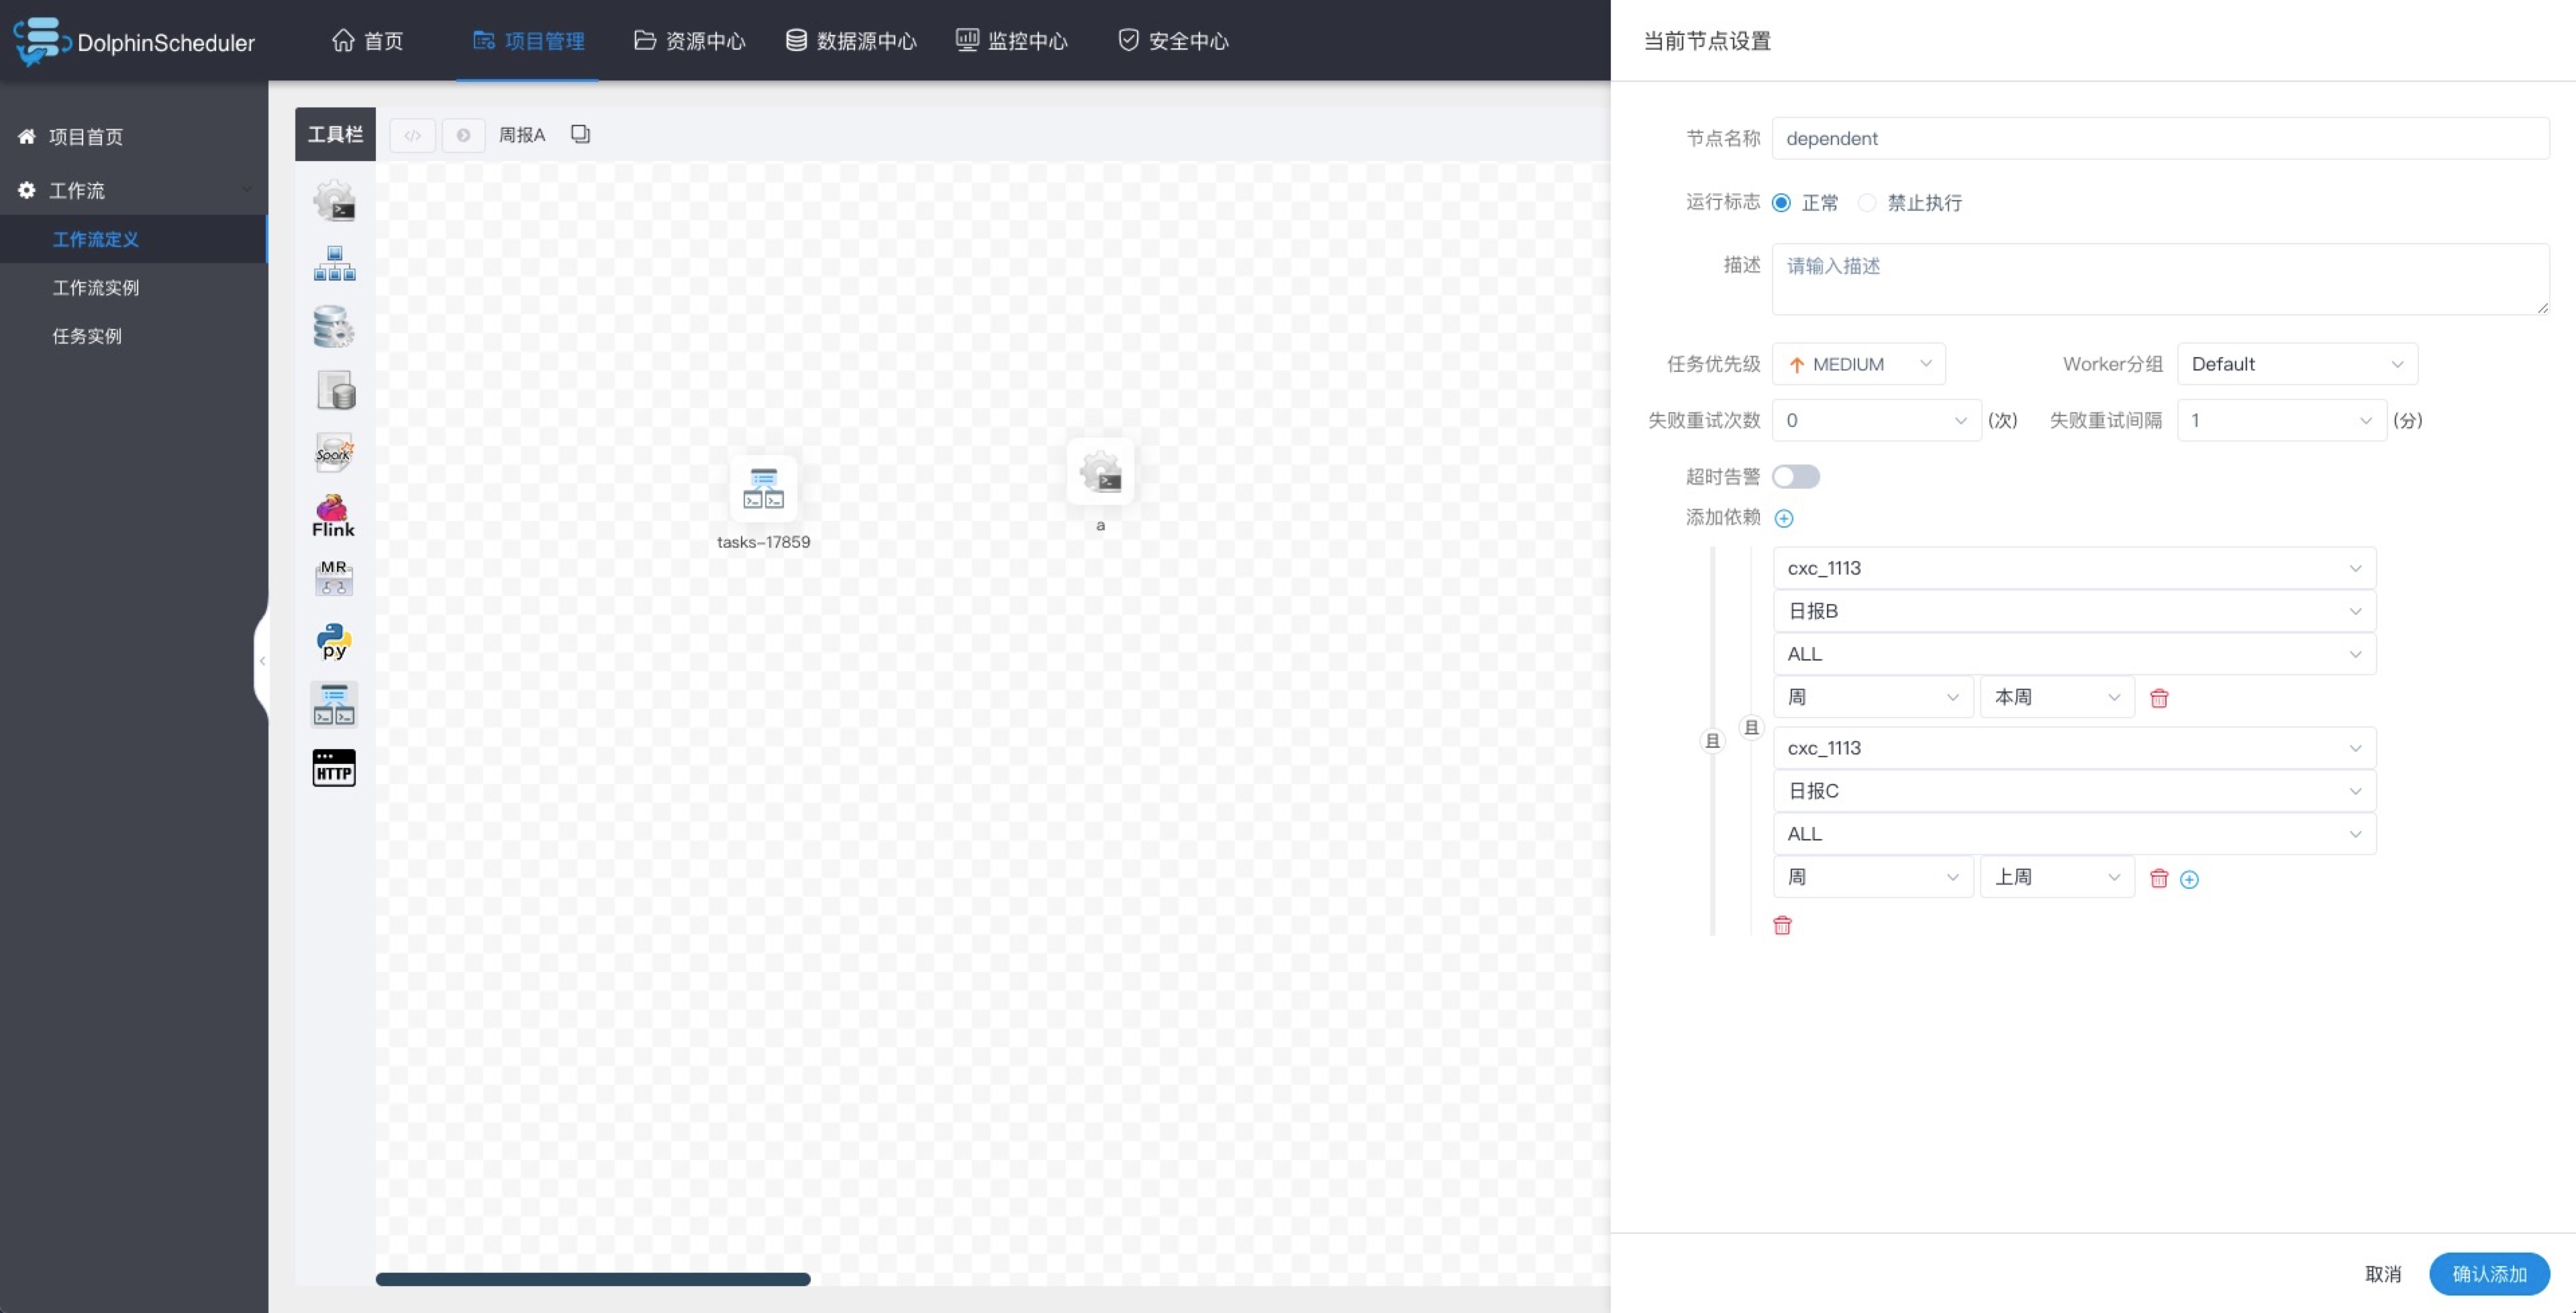 DolphinScheduler
首页
项目管理
资源中心
数据源中心
监控中心
安全中心
项目首页
工作流
工作流定义
工作流实例
任务实例
工具栏
周报A
Spark
Flink
MR
py
HTTP
tasks-17859
a
当前节点设置
节点名称 dependent
运行标志 正常 禁止执行
描述 请输入描述
任务优先级 MEDIUM Worker分组 Default
失败重试次数 0 (次) 失败重试间隔 1 (分)
超时告警
添加依赖
cxc_1113
日报B
ALL
周 本周
且 且
cxc_1113
日报C
ALL
周 上周
取消 确认添加